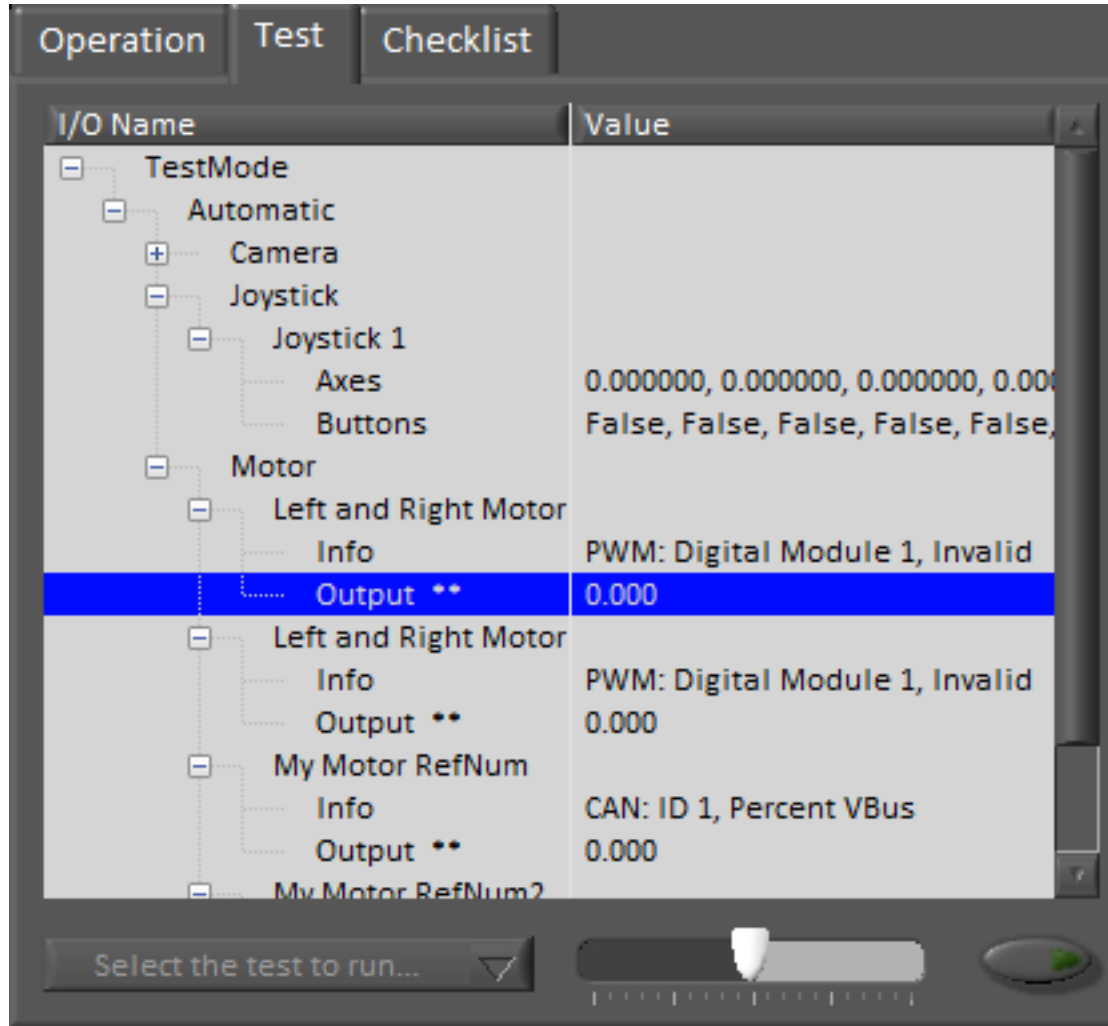 Operation Test Checklist
I/O Name Value
TestMode
Automatic
Camera
Joystick
Joystick 1
Axes 0.000000, 0.000000, 0.000000, 0.000
Buttons False, False, False, False, False,
Motor
Left and Right Motor
Info PWM: Digital Module 1, Invalid
Output ** 0.000
Left and Right Motor
Info PWM: Digital Module 1, Invalid
Output ** 0.000
My Motor RefNum
Info CAN: ID 1, Percent VBus
Output ** 0.000
My Motor RefNum2
Select the test to run...